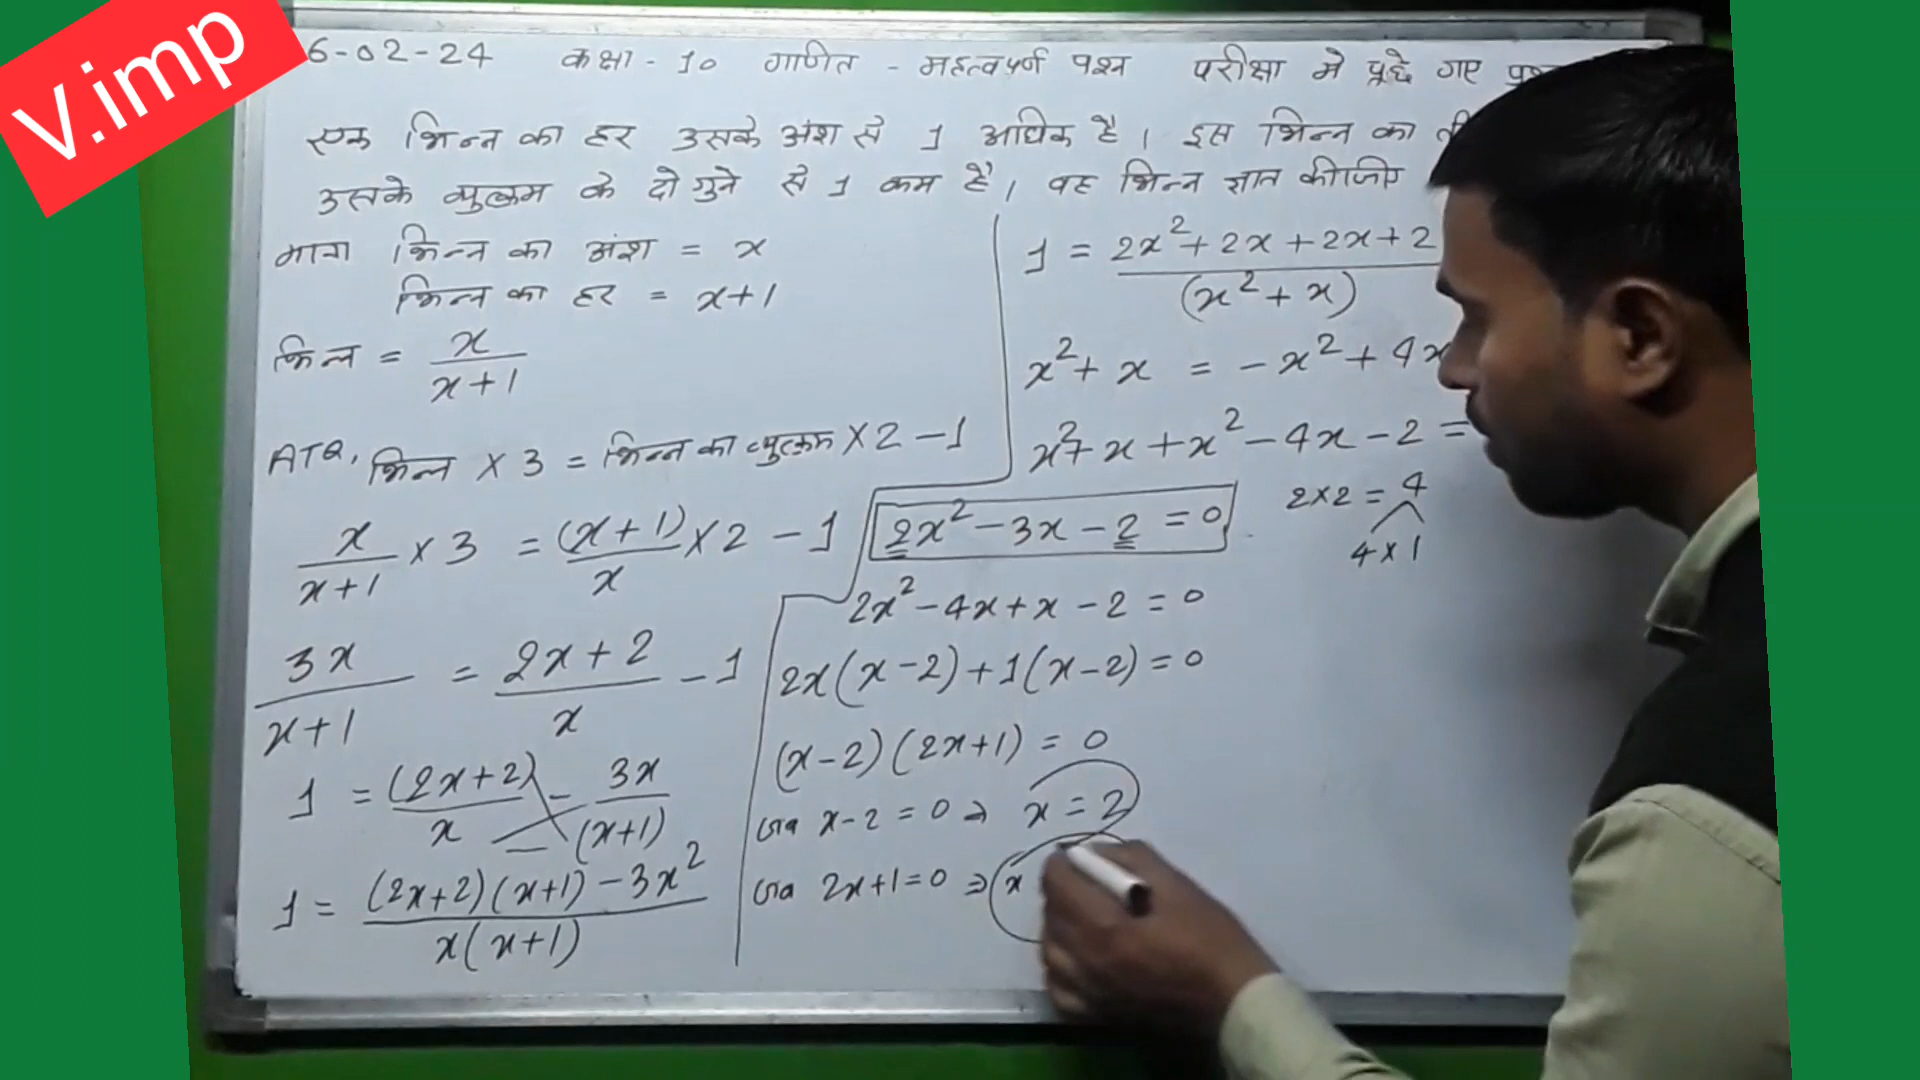 V.imp
6-02-24 कक्षा - 10 गणित - महत्वपूर्ण प्रश्न परीक्षा मे पूछे गए
एक भिन्न का हर उसके अंश से 1 अधिक है। इस भिन्न का
उसके व्युत्क्रम के दो गुने से 1 कम है, वह भिन्न ज्ञात कीजिए
माना भिन्न का अंश = x
भिन्न का हर = x+1
भिन्न = x/(x+1)
ATQ, भिन्न × 3 = भिन्न का व्युत्क्रम × 2 - 1
x/(x+1) × 3 = (x+1)/x × 2 - 1
3x/(x+1) = (2x+2)/x - 1
1 = (2x+2)/x - 3x/(x+1)
1 = ((2x+2)(x+1) - 3x²)/(x(x+1))
1 = 2x² + 2x + 2x + 2 / (x² + x)
x² + x = -x² + 4x
x² + x + x² - 4x - 2 =
2x² - 3x - 2 = 0
2×2 = 4
4×1
2x² - 4x + x - 2 = 0
2x(x-2) + 1(x-2) = 0
(x-2)(2x+1) = 0
जब x-2 = 0 ⇒ x = 2
जब 2x+1 = 0 ⇒ x